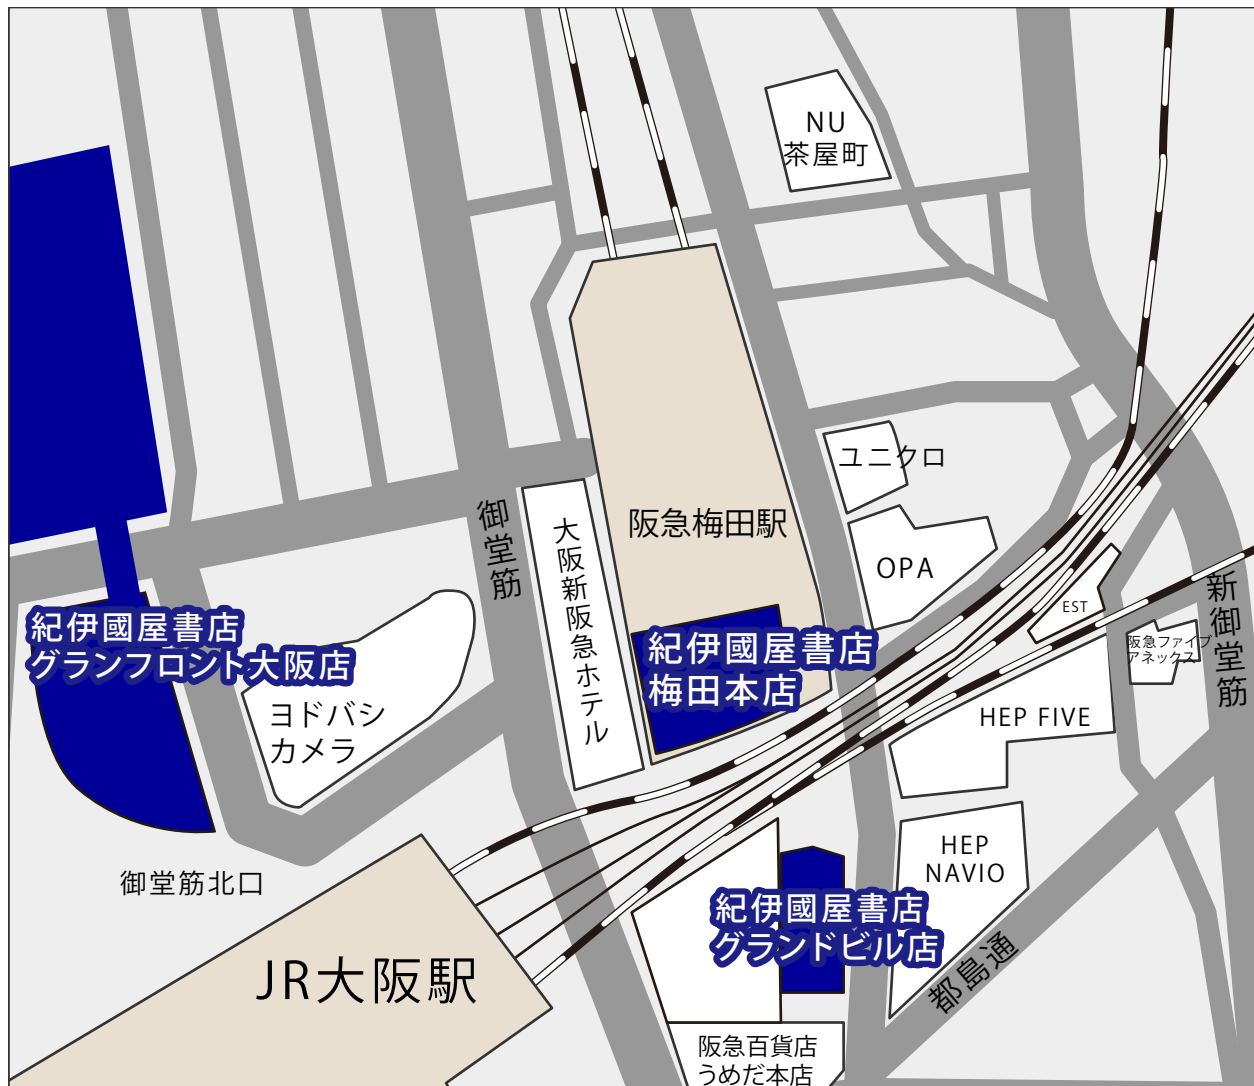 NU
茶屋町
ユニクロ
御堂筋
大阪新阪急ホテル
阪急梅田駅
OPA
EST
新御堂筋
阪急ファイブ
アネックス
紀伊國屋書店
グランフロント大阪店
紀伊國屋書店
梅田本店
ヨドバシ
カメラ
HEP FIVE
HEP
NAVIO
御堂筋北口
紀伊國屋書店
グランドビル店
JR大阪駅
都島通
阪急百貨店
うめだ本店